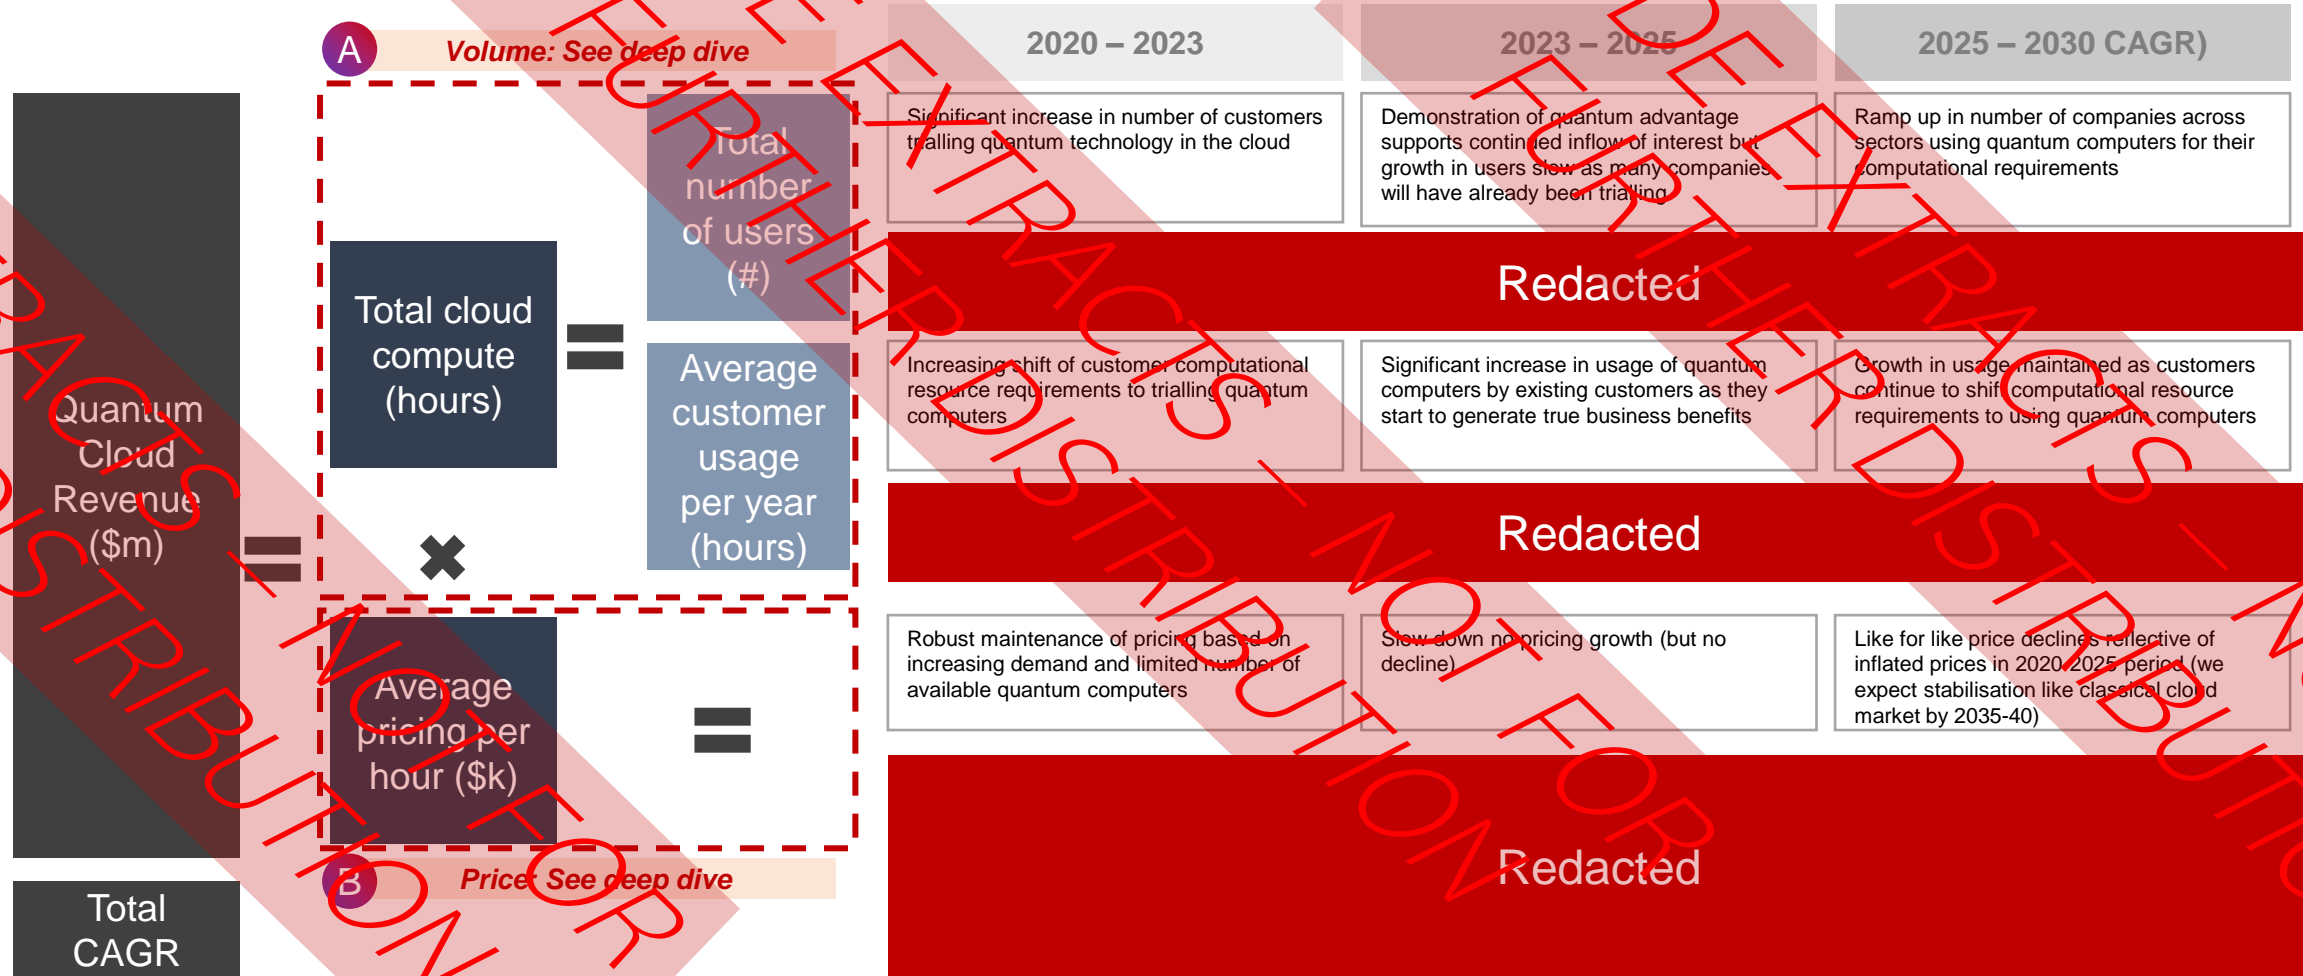 A
Volume: See deep dive
2020 – 2023
2023 – 2025
2025 – 2030 CAGR)
Quantum
Cloud
Revenue
($m)
Total cloud
compute
(hours)
Total
number
of users
(#)
Average
customer
usage
per year
(hours)
Significant increase in number of customers
trialling quantum technology in the cloud
Demonstration of quantum advantage
supports continued inflow of interest but
growth in users slow as many companies
will have already been trialling
Ramp up in number of companies across
sectors using quantum computers for their
computational requirements
Redacted
Increasing shift of customer computational
resource requirements to trialling quantum
computers
Significant increase in usage of quantum
computers by existing customers as they
start to generate true business benefits
Growth in usage maintained as customers
continue to shift computational resource
requirements to using quantum computers
Redacted
Average
pricing per
hour ($k)
Robust maintenance of pricing based on
increasing demand and limited number of
available quantum computers
Slow down no pricing growth (but no
decline)
Like for like price declines reflective of
inflated prices in 2020-2025 period (we
expect stabilisation like classical cloud
market by 2035-40)
Redacted
B
Price: See deep dive
Total
CAGR
EXTRACTS – NOT FOR
FURTHER DISTRIBUTION
EXTRACTS –
FURTHER
RACTS – NOT FOR
DISTRIBUTION